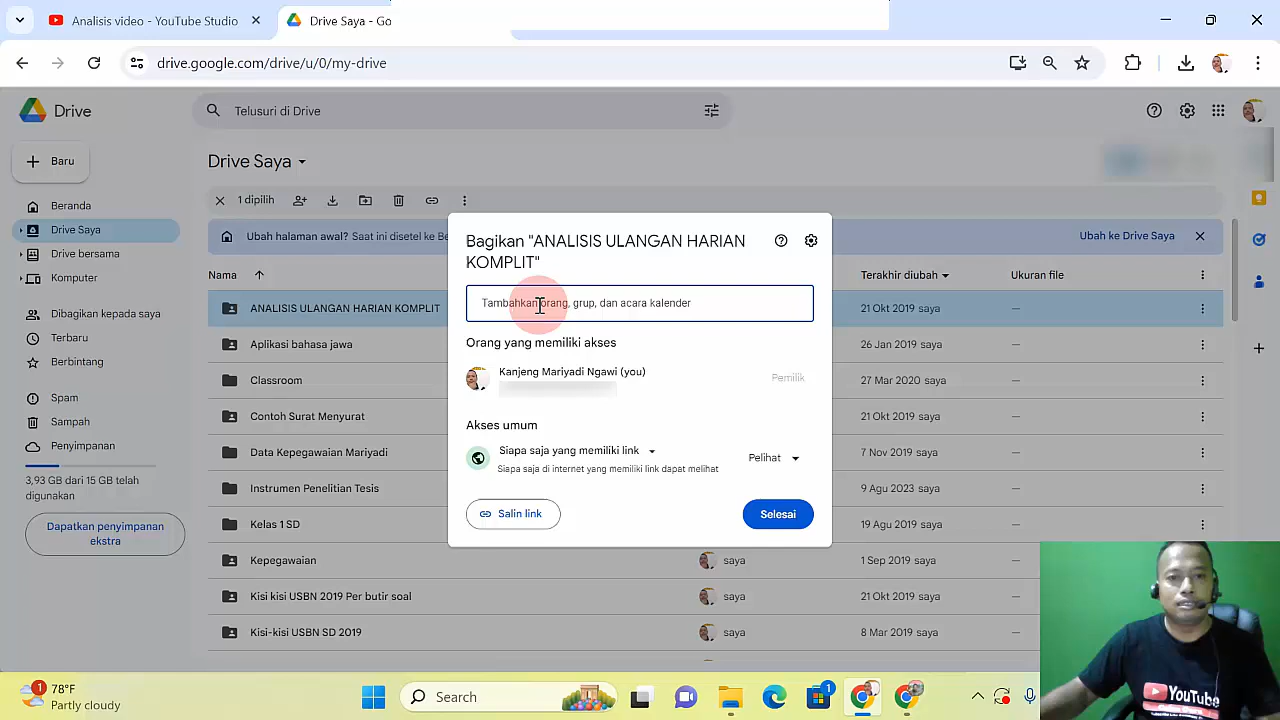 Analisis video - YouTube Studio
Drive Saya - Go
drive.google.com/drive/u/0/my-drive
Drive
Telusuri di Drive
Baru
Drive Saya
1 dipilih
Beranda
Drive Saya
Drive bersama
Komputer
Dibagikan kepada saya
Terbaru
Berbintang
Spam
Sampah
Penyimpanan
3,93 GB dari 15 GB telah
digunakan
Dapatkan penyimpanan
ekstra
Ubah halaman awal? Saat ini disetel ke Be
Ubah ke Drive Saya
Nama
Terakhir diubah
Ukuran file
ANALISIS ULANGAN HARIAN KOMPLIT
21 Okt 2019 saya
—
Aplikasi bahasa jawa
26 Jan 2019 saya
—
Classroom
27 Mar 2020 saya
—
Contoh Surat Menyurat
21 Okt 2019 saya
—
Data Kepegawaian Mariyadi
7 Nov 2019 saya
—
Instrumen Penelitian Tesis
9 Agu 2023 saya
—
Kelas 1 SD
19 Agu 2019 saya
—
Kepegawaian
saya
1 Sep 2019 saya
—
Kisi kisi USBN 2019 Per butir soal
saya
21 Okt 2019 saya
—
Kisi-kisi USBN SD 2019
saya
8 Mar 2019 saya
—
Bagikan "ANALISIS ULANGAN HARIAN
KOMPLIT"
Tambahkan orang, grup, dan acara kalender
Orang yang memiliki akses
Kanjeng Mariyadi Ngawi (you)
Pemilik
Akses umum
Siapa saja yang memiliki link
Siapa saja di internet yang memiliki link dapat melihat
Pelihat
Salin link
Selesai
YouTube
1
78°F
Partly cloudy
Search
1